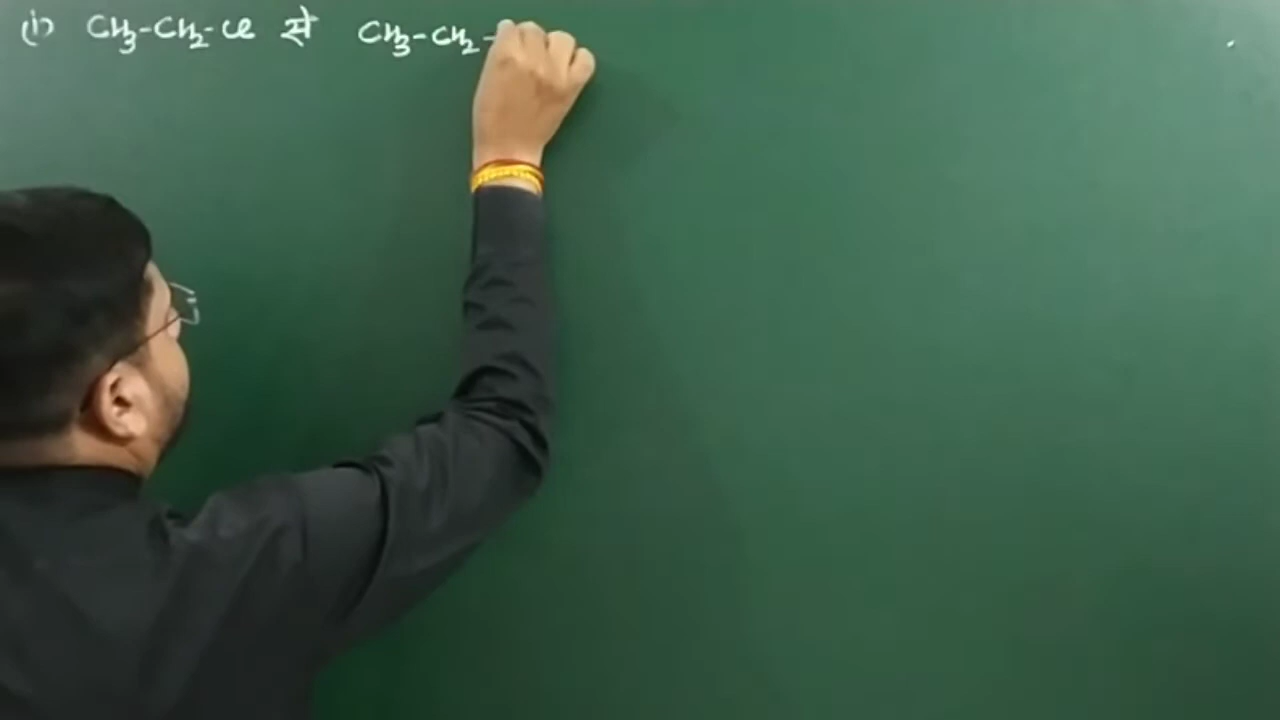 (i) CH₃-CH₂-Cl से CH₃-CH₂-